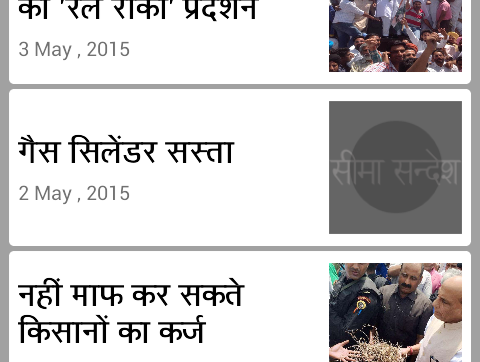 का 'रेल रोको' प्रदर्शन
3 May , 2015
गैस सिलेंडर सस्ता
2 May , 2015
सीमा सन्देश
नहीं माफ कर सकते
किसानों का कर्ज